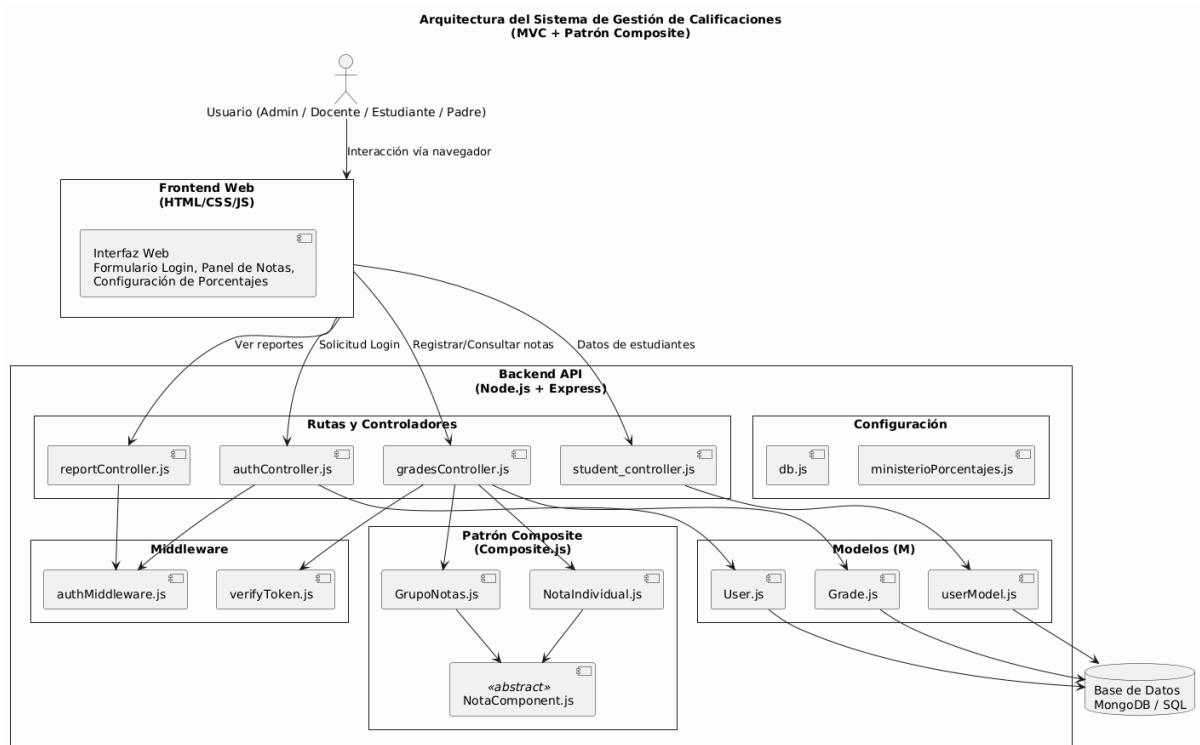 Arquitectura del Sistema de Gestión de Calificaciones
(MVC + Patrón Composite)
Usuario (Admin / Docente / Estudiante / Padre)
Interacción vía navegador
Frontend Web
(HTML/CSS/JS)
Interfaz Web
Formulario Login, Panel de Notas,
Configuración de Porcentajes
Ver reportes
Solicitud Login
Registrar/Consultar notas
Datos de estudiantes
Backend API
(Node.js + Express)
Rutas y Controladores
reportController.js
authController.js
gradesController.js
student_controller.js
Configuración
db.js
ministerioPorcentajes.js
Middleware
authMiddleware.js
verifyToken.js
Patrón Composite
(Composite.js)
GrupoNotas.js
NotaIndividual.js
«abstract»
NotaComponent.js
Modelos (M)
User.js
Grade.js
userModel.js
Base de Datos
MongoDB / SQL